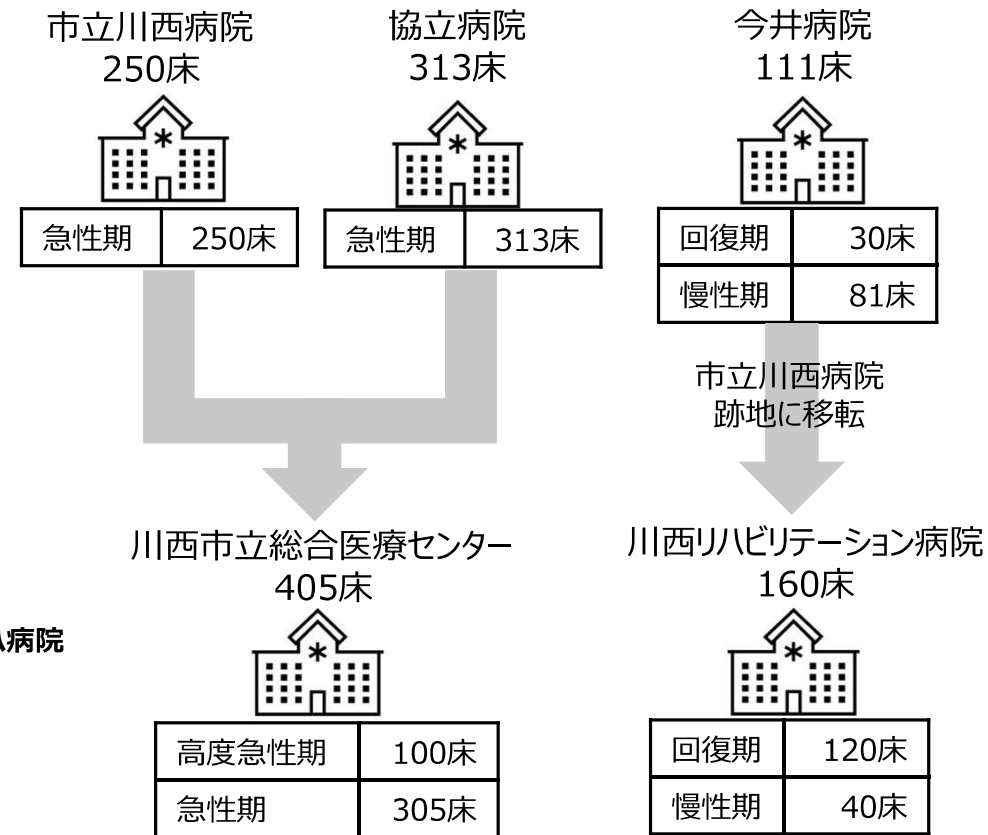 市立川西病院
250床
急性期 250床
協立病院
313床
急性期 313床
今井病院
111床
回復期 30床
慢性期 81床
市立川西病院
跡地に移転
川西市立総合医療センター
405床
病院
高度急性期 100床
急性期 305床
川西リハビリテーション病院
160床
回復期 120床
慢性期 40床